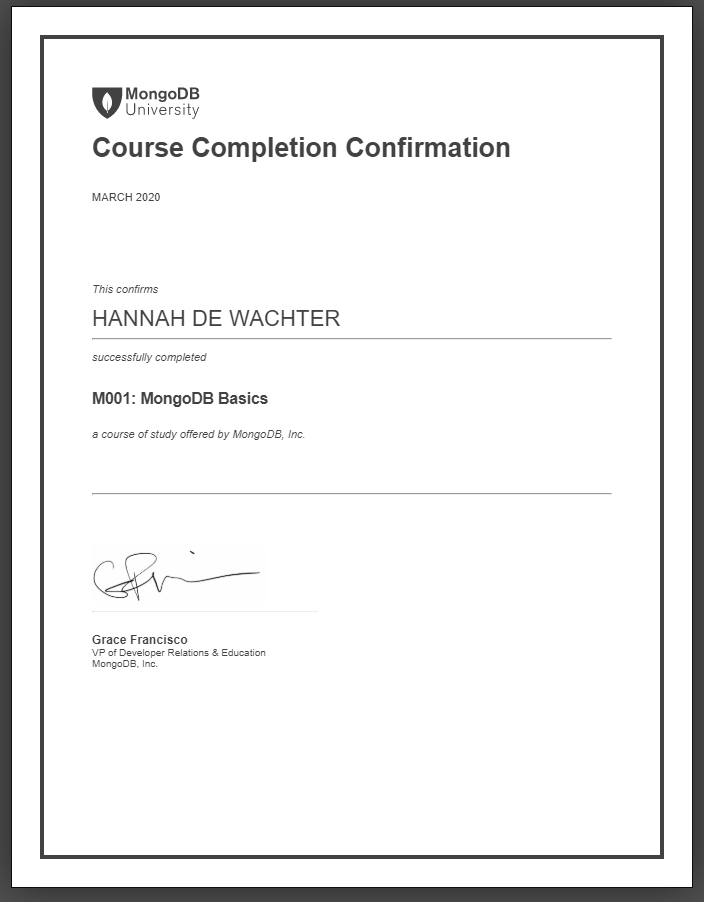 MongoDB
University
Course Completion Confirmation
MARCH 2020
This confirms
HANNAH DE WACHTER
successfully completed
M001: MongoDB Basics
a course of study offered by MongoDB, Inc.
Grace Francisco
VP of Developer Relations & Education
MongoDB, Inc.